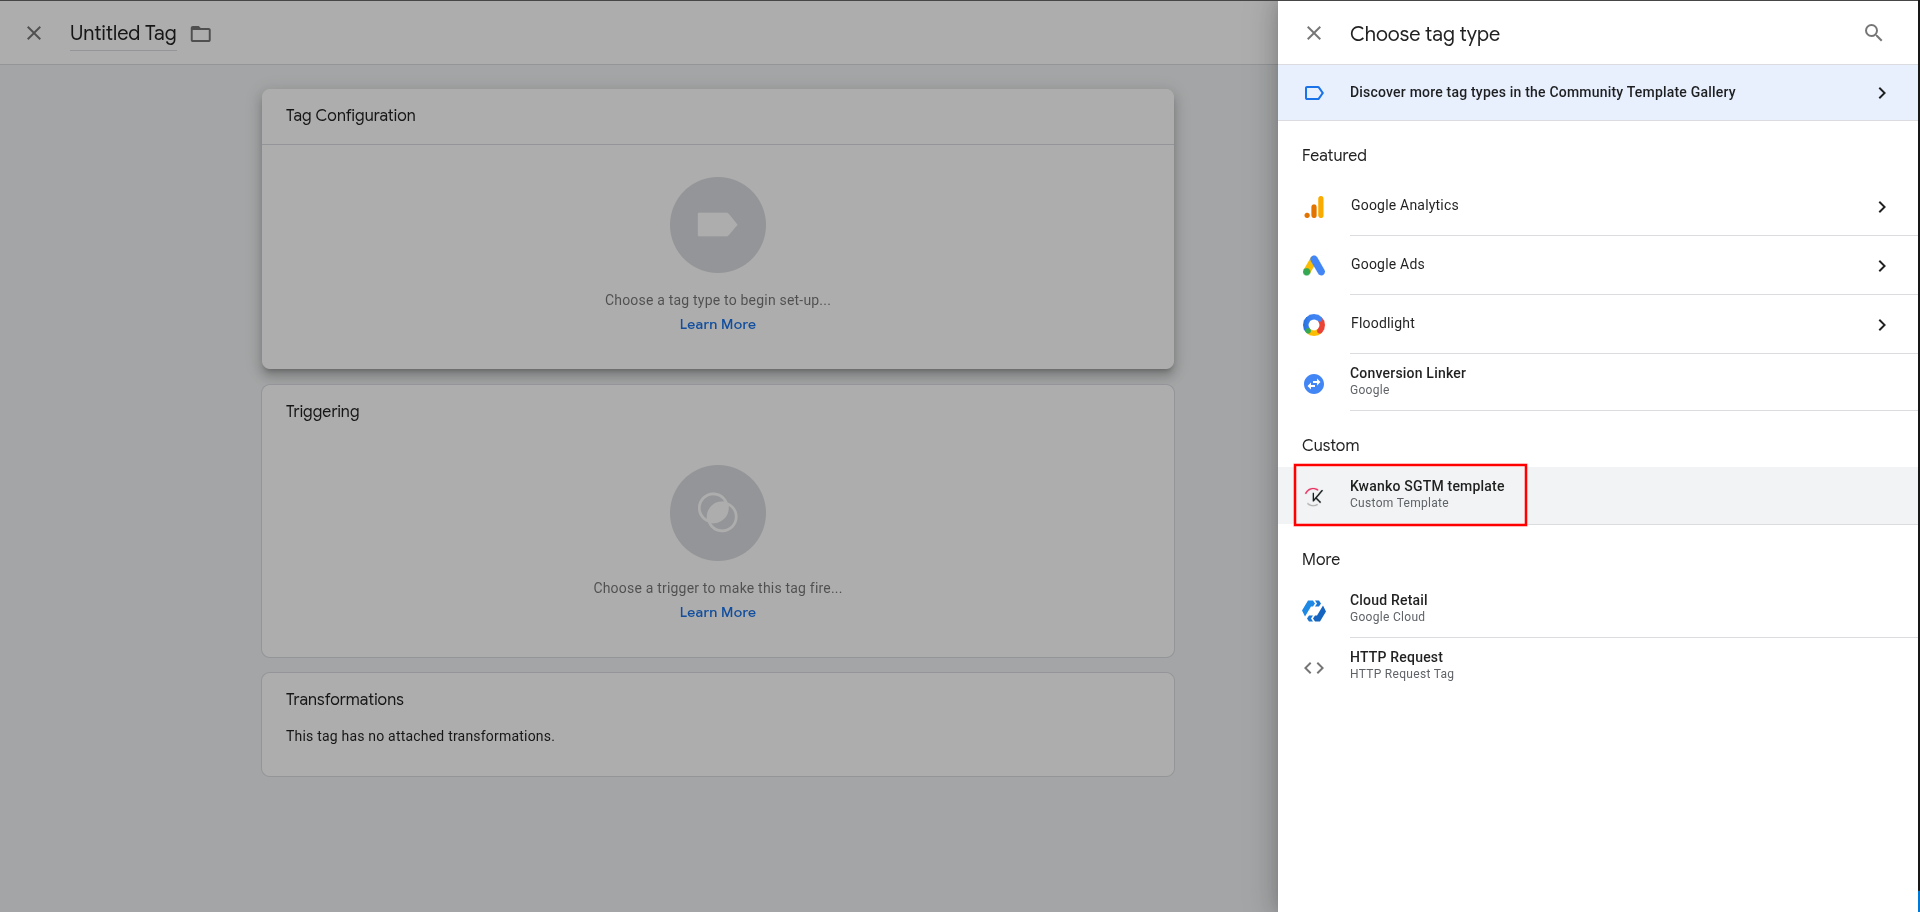 Untitled Tag
Tag Configuration
Choose a tag type to begin set-up...
Learn More
Triggering
Choose a trigger to make this tag fire...
Learn More
Transformations
This tag has no attached transformations.
Choose tag type
Discover more tag types in the Community Template Gallery
Featured
Google Analytics
Google Ads
Floodlight
Conversion Linker
Google
Custom
Kwanko SGTM template
Custom Template
More
Cloud Retail
Google Cloud
HTTP Request
HTTP Request Tag